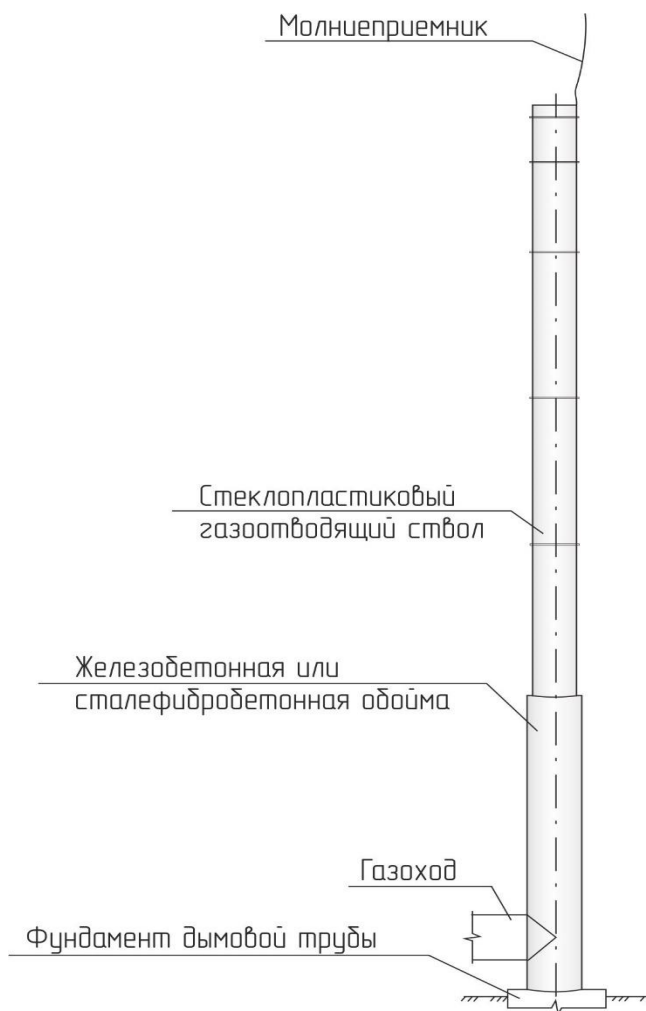 Молниеприемник
Стеклопластиковый
газоотводящий ствол
Железобетонная или
сталефибробетонная обойма
Газоход
Фундамент дымовой трубы